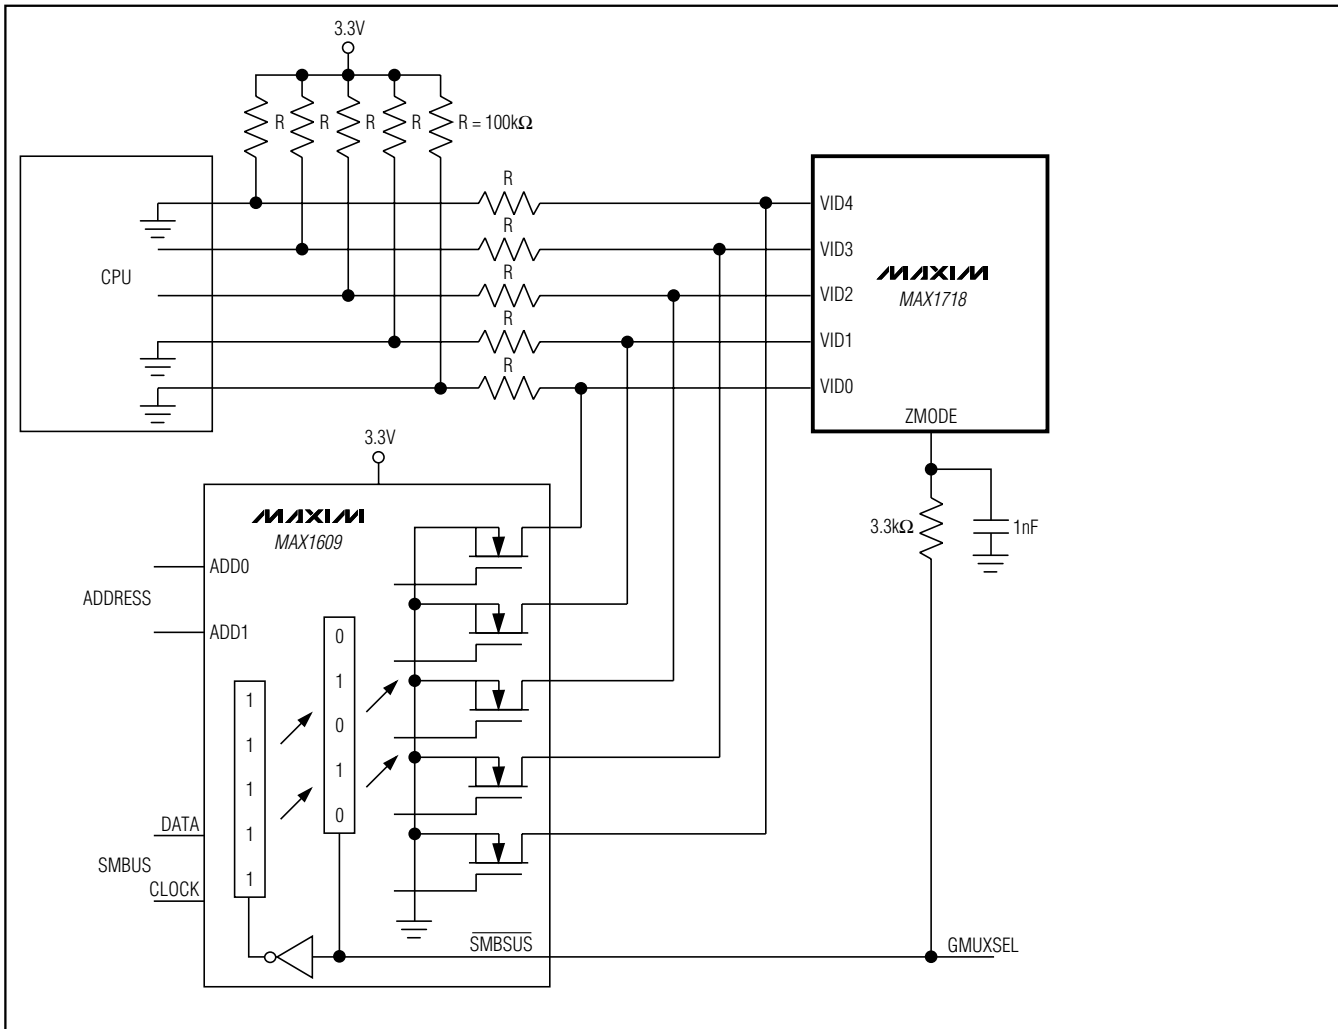 3.3V
R
R
R
R
R = 100kΩ
R
VID4
R
VID3
CPU
R
VID2
MAXIM
MAX1718
R
VID1
R
VID0
ZMODE
3.3V
MAXIM
MAX1609
3.3kΩ
1nF
ADD0
ADDRESS
ADD1
0
1
0
1
0
1
1
1
1
1
DATA
SMBUS
CLOCK
SMBSUS
GMUXSEL